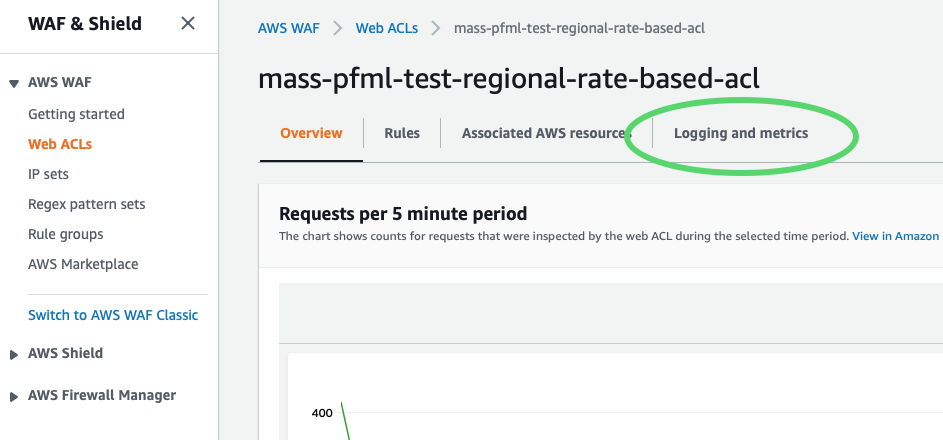 WAF & Shield
AWS WAF
Getting started
Web ACLs
IP sets
Regex pattern sets
Rule groups
AWS Marketplace
Switch to AWS WAF Classic
AWS Shield
AWS Firewall Manager
AWS WAF > Web ACLs > mass-pfml-test-regional-rate-based-acl
mass-pfml-test-regional-rate-based-acl
Overview Rules Associated AWS resources Logging and metrics
Requests per 5 minute period
The chart shows counts for requests that were inspected by the web ACL during the selected time period. View in Amazon
400